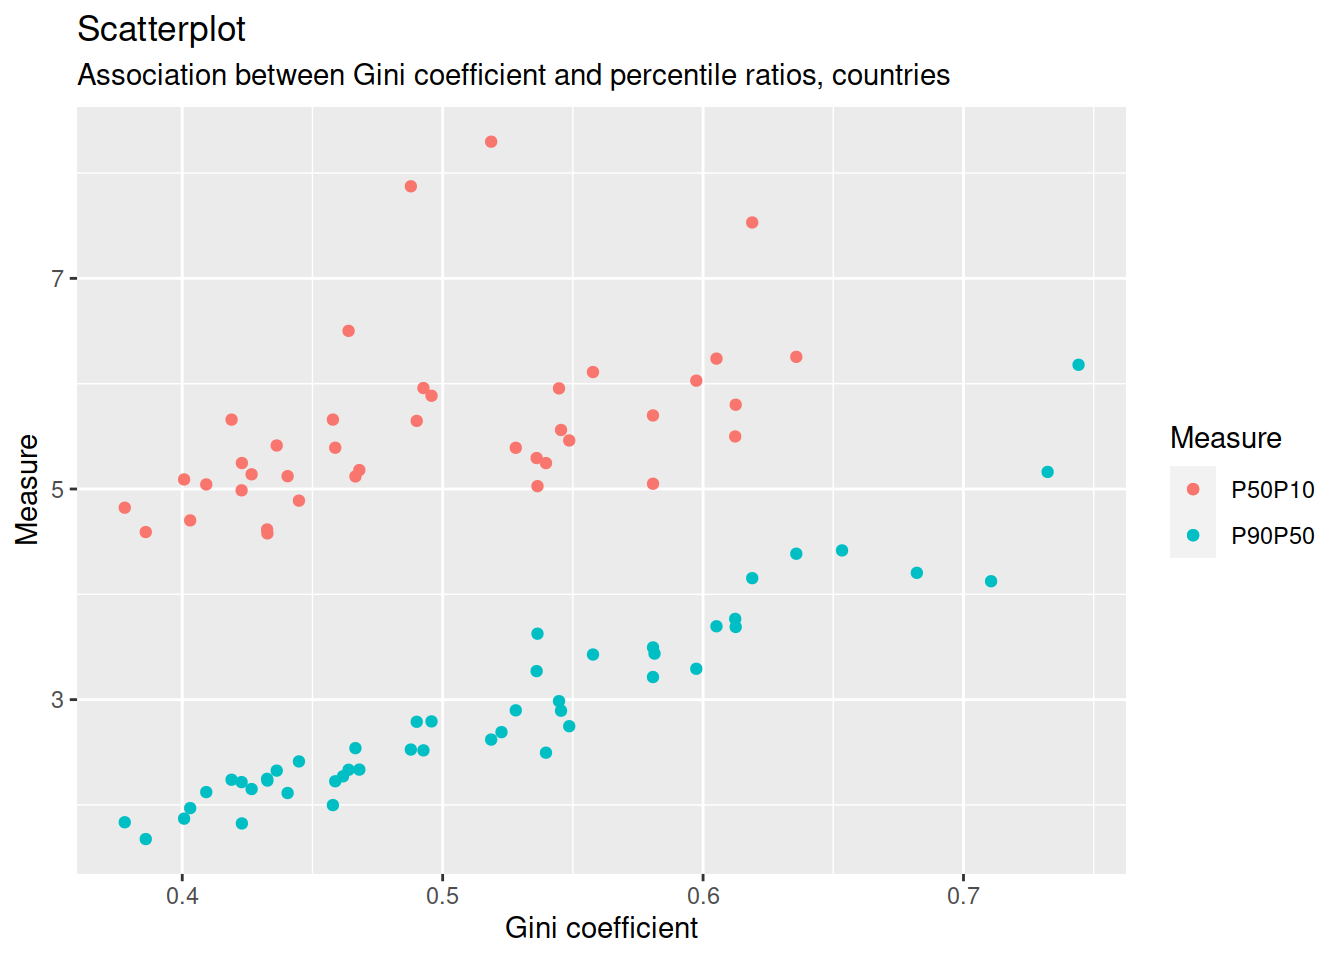 Scatterplot
Association between Gini coefficient and percentile ratios, countries
7
5
3
Measure
0.4
0.5
0.6
0.7
Gini coefficient
Measure
P50P10
P90P50